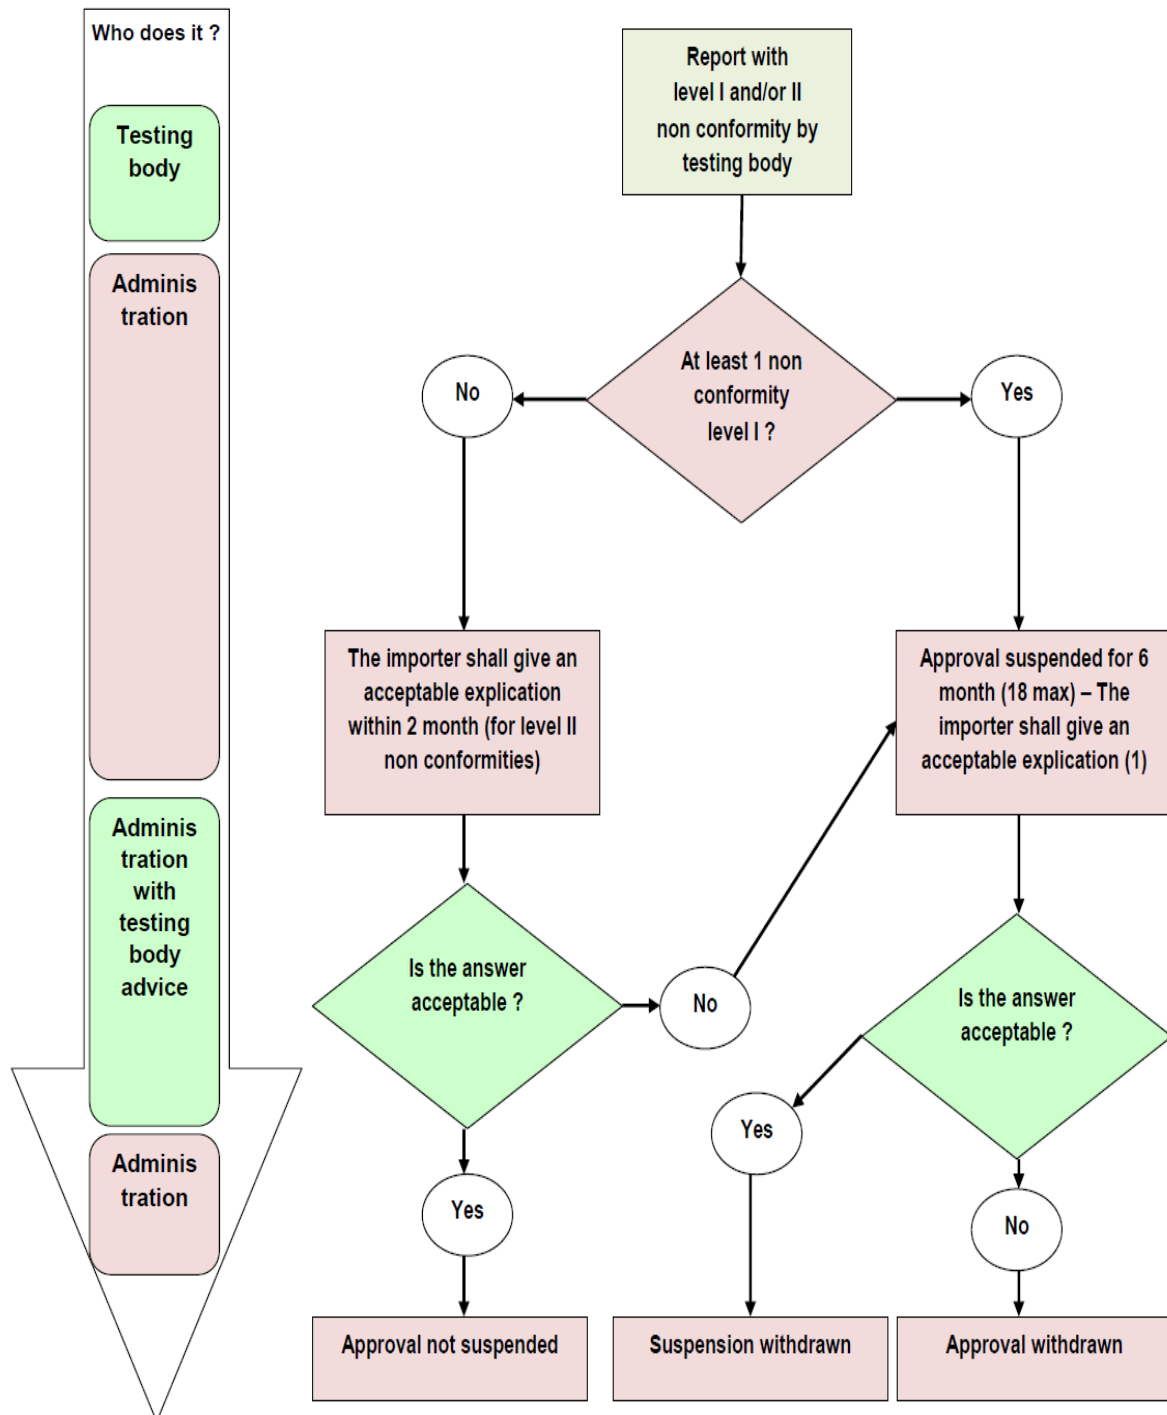 Who does it ?
Testing
body
Adminis
tration
Adminis
tration
with
testing
body
advice
Adminis
tration
Report with
level I and/or II
non conformity by
testing body
At least 1 non
conformity
level I ?
No
Yes
The importer shall give an
acceptable explication
within 2 month (for level II
non conformities)
Approval suspended for 6
month (18 max) – The
importer shall give an
acceptable explication (1)
Is the answer
acceptable ?
No
Is the answer
acceptable ?
Yes
Yes
No
Approval not suspended
Suspension withdrawn
Approval withdrawn